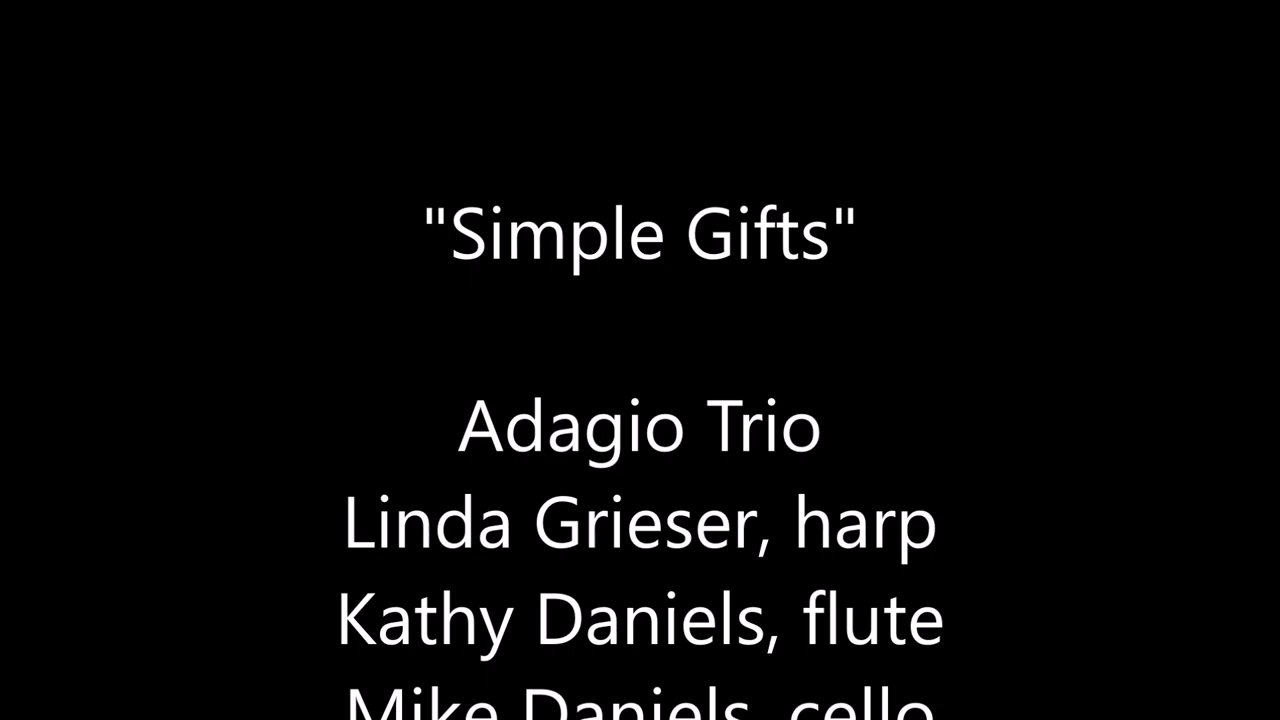 "Simple Gifts"
Adagio Trio
Linda Grieser, harp
Kathy Daniels, flute
Mike Daniels, cello